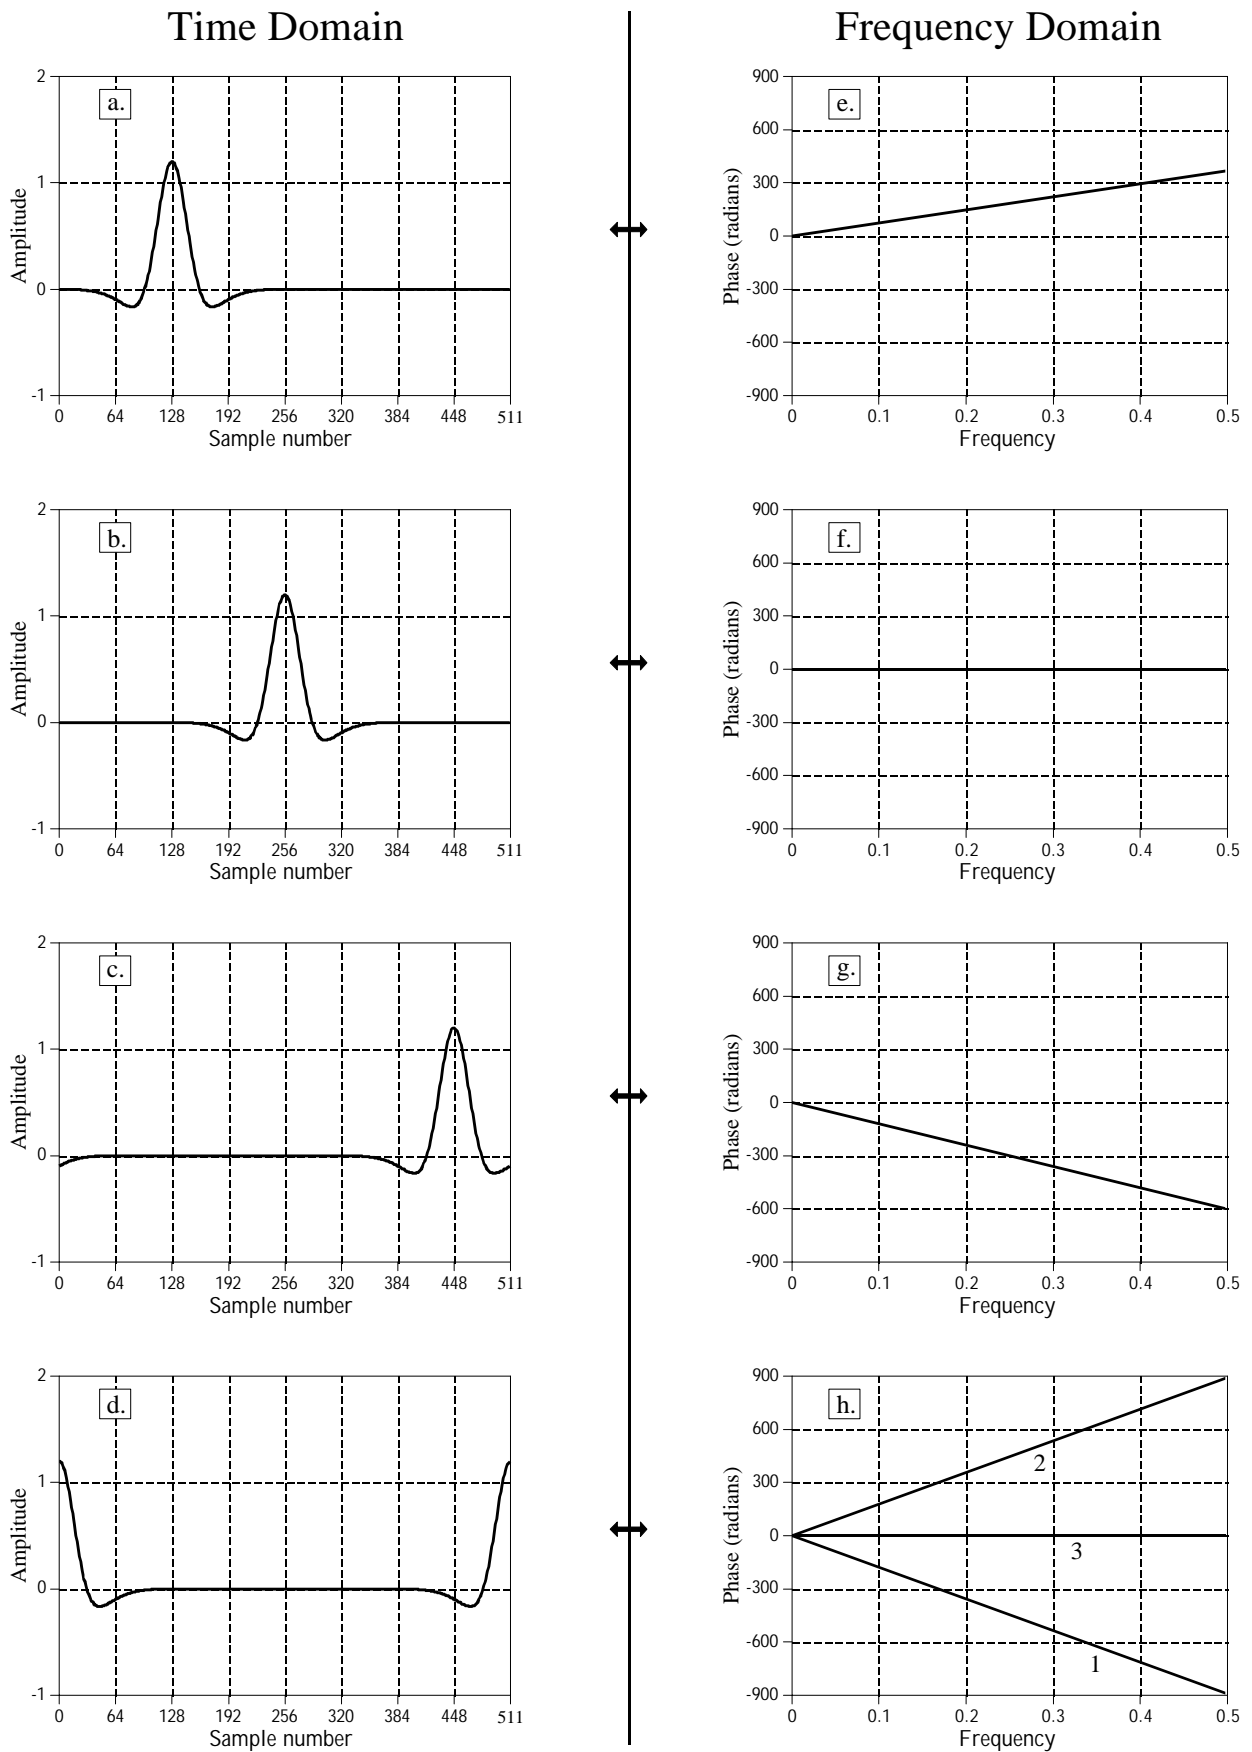 Time Domain
Frequency Domain
a.
2
1
0
-1
Amplitude
0 64 128 192 256 320 384 448 511
Sample number
e.
900
600
300
0
-300
-600
-900
Phase (radians)
0 0.1 0.2 0.3 0.4 0.5
Frequency
b.
2
1
0
-1
Amplitude
0 64 128 192 256 320 384 448 511
Sample number
f.
900
600
300
0
-300
-600
-900
Phase (radians)
0 0.1 0.2 0.3 0.4 0.5
Frequency
c.
2
1
0
-1
Amplitude
0 64 128 192 256 320 384 448 511
Sample number
g.
900
600
300
0
-300
-600
-900
Phase (radians)
0 0.1 0.2 0.3 0.4 0.5
Frequency
d.
2
1
0
-1
Amplitude
0 64 128 192 256 320 384 448 511
Sample number
h.
900
600
300
0
-300
-600
-900
Phase (radians)
2
3
1
0 0.1 0.2 0.3 0.4 0.5
Frequency